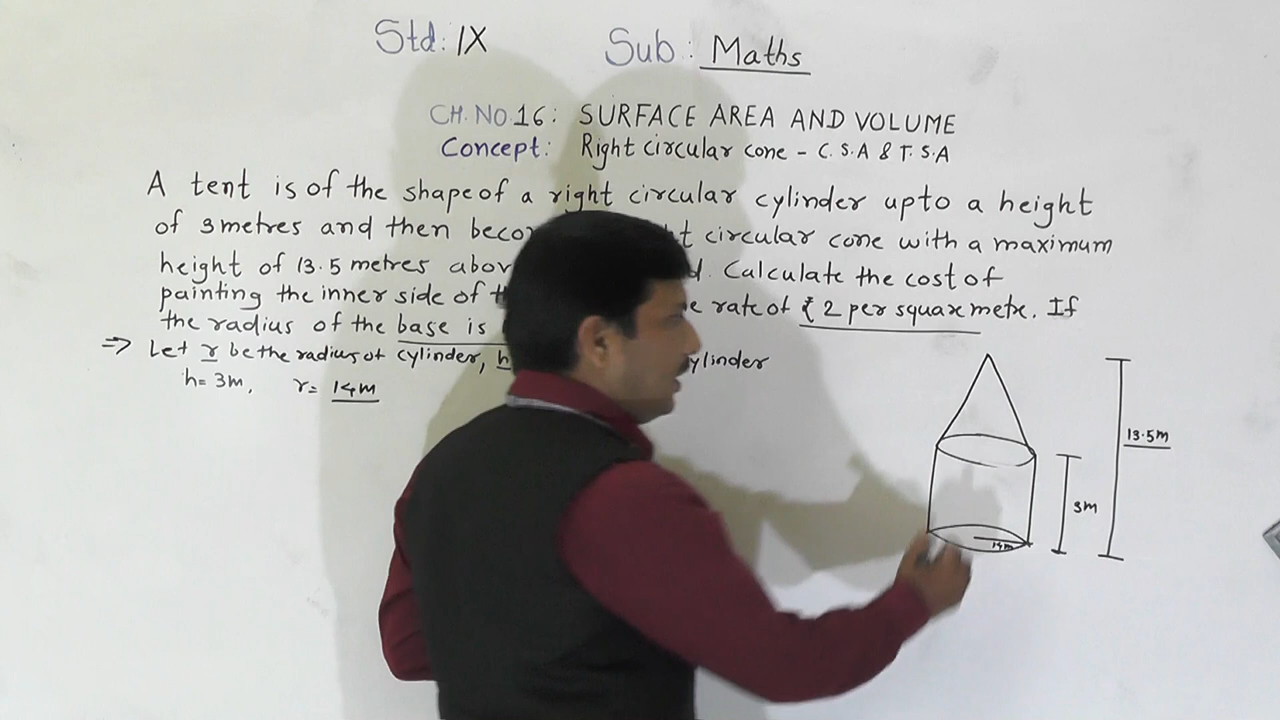 Std: IX Sub: Maths
CH. NO. 16: SURFACE AREA AND VOLUME
Concept: Right circular cone - C.S.A & T.S.A
A tent is of the shape of a right circular cylinder upto a height
of 3 metres and then circular cone with a maximum
height of 13.5 metres Calculate the cost of
painting the inner side of rate of ₹ 2 per square metre. If
the radius of the base is
⇒ Let r be the radius of cylinder, h
h= 3m, r= 14m
13.5m
3m
14m